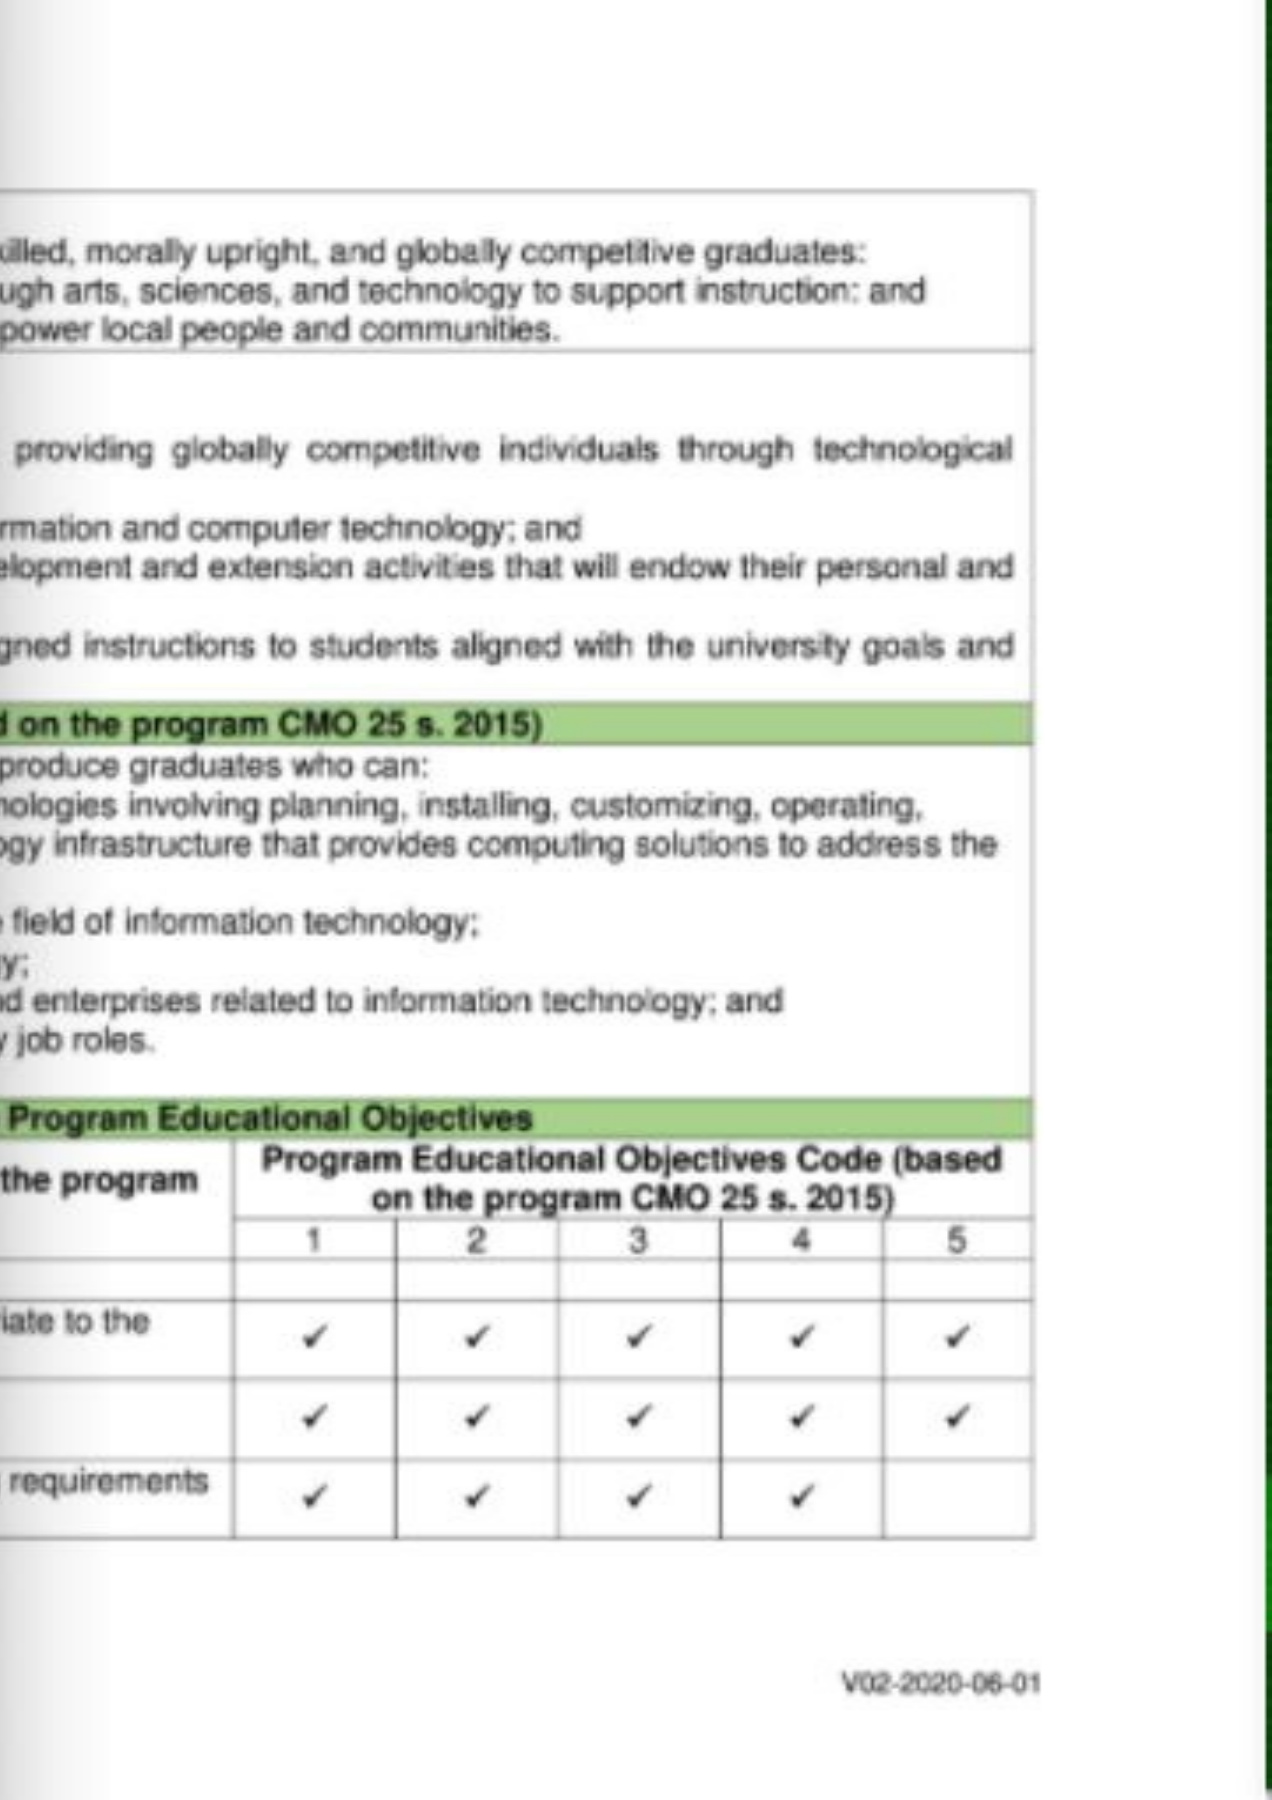 killed, morally upright, and globally competitive graduates:
ugh arts, sciences, and technology to support instruction: and
power local people and communities.
providing globally competitive individuals through technological
rmation and computer technology; and
elopment and extension activities that will endow their personal and
gned instructions to students aligned with the university goals and
d on the program CMO 25 s. 2015)
produce graduates who can:
nologies involving planning, installing, customizing, operating,
ogy infrastructure that provides computing solutions to address the
e field of information technology;
y;
nd enterprises related to information technology; and
y job roles.
Program Educational Objectives
the program
Program Educational Objectives Code (based
on the program CMO 25 s. 2015)
1 2 3 4 5
iate to the
✓ ✓ ✓ ✓ ✓
✓ ✓ ✓ ✓ ✓
requirements
✓ ✓ ✓ ✓
V02-2020-06-01